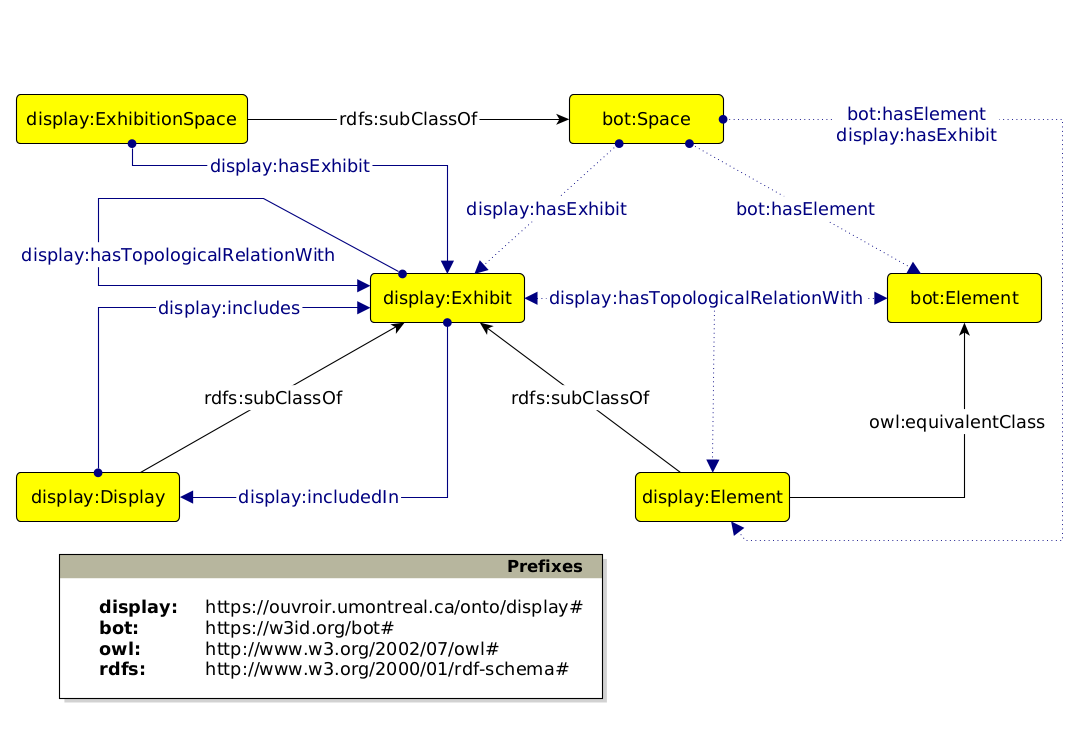 display:ExhibitionSpace
rdfs:subClassOf
bot:Space
bot:hasElement
display:hasExhibit
display:hasExhibit
display:hasExhibit
bot:hasElement
display:hasTopologicalRelationWith
display:Exhibit
display:hasTopologicalRelationWith
bot:Element
display:includes
rdfs:subClassOf
rdfs:subClassOf
owl:equivalentClass
display:Display
display:includedIn
display:Element
Prefixes
display: https://ouvroir.umontreal.ca/onto/display#
bot: https://w3id.org/bot#
owl: http://www.w3.org/2002/07/owl#
rdfs: http://www.w3.org/2000/01/rdf-schema#